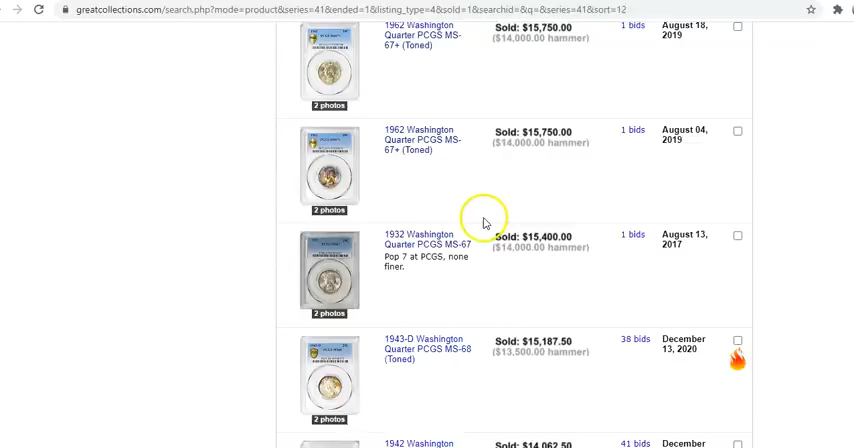 greatcollections.com/search.php?mode=product&series=41&ended=1&listing_type=4&sold=1&searchid=&q=&series=41&sort=12
1962 Washington Quarter PCGS MS-67+ (Toned)
Sold: $15,750.00
($14,000.00 hammer)
1 bids
August 18, 2019
2 photos
1962 Washington
Quarter PCGS MS-
67+ (Toned)
Sold: $15,750.00
($14,000.00 hammer)
1 bids
August 04,
2019
2 photos
1932 Washington
Quarter PCGS MS-67
Pop 7 at PCGS, none
finer.
Sold: $15,400.00
($14,000.00 hammer)
1 bids
August 13,
2017
2 photos
1943-D Washington
Quarter PCGS MS-68
(Toned)
Sold: $15,187.50
($13,500.00 hammer)
38 bids
December
13, 2020
2 photos
1942 Washington
Sold: $14,062.50
41 bids
December